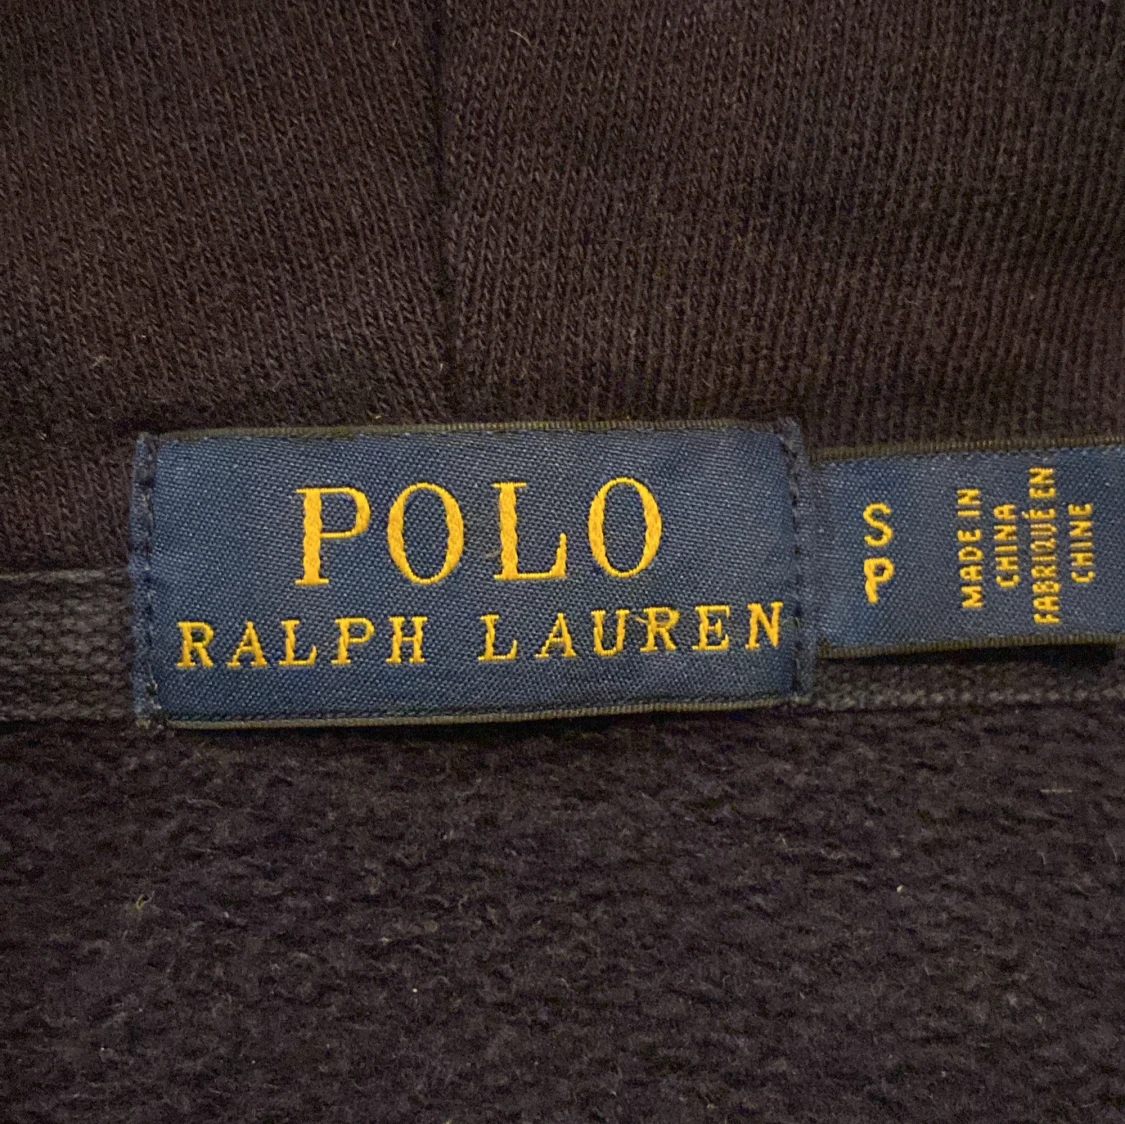 POLO
RALPH LAUREN
S
P
MADE IN
CHINA
FABRIQUÉ EN
CHINE